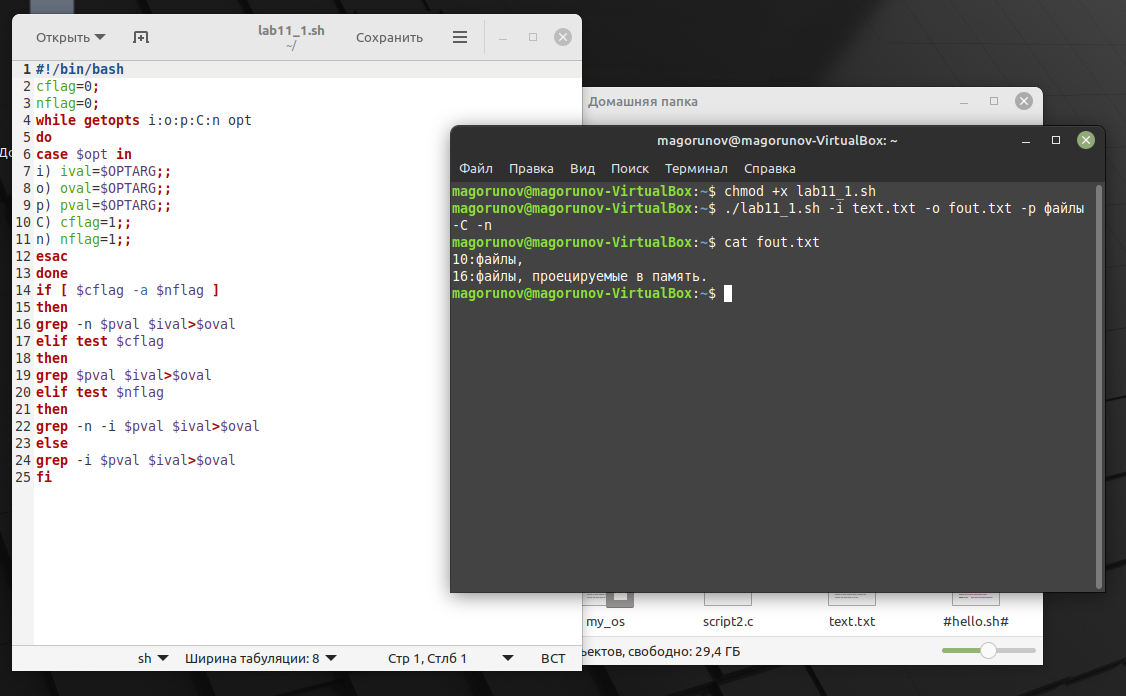 Открыть
lab11_1.sh
~/
Сохранить
1 #!/bin/bash
2 cflag=0;
3 nflag=0;
4 while getopts i:o:p:C:n opt
5 do
6 case $opt in
7 i) ival=$OPTARG;;
8 o) oval=$OPTARG;;
9 p) pval=$OPTARG;;
10 C) cflag=1;;
11 n) nflag=1;;
12 esac
13 done
14 if [ $cflag -a $nflag ]
15 then
16 grep -n $pval $ival>$oval
17 elif test $cflag
18 then
19 grep $pval $ival>$oval
20 elif test $nflag
21 then
22 grep -n -i $pval $ival>$oval
23 else
24 grep -i $pval $ival>$oval
25 fi
sh
Ширина табуляции: 8
Стр 1, Стлб 1
ВСТ
Домашняя папка
magorunov@magorunov-VirtualBox: ~
Файл Правка Вид Поиск Терминал Справка
magorunov@magorunov-VirtualBox:~$ chmod +x lab11_1.sh
magorunov@magorunov-VirtualBox:~$ ./lab11_1.sh -i text.txt -o fout.txt -p файлы
-C -n
magorunov@magorunov-VirtualBox:~$ cat fout.txt
10:файлы,
16:файлы, проецируемые в память.
magorunov@magorunov-VirtualBox:~$
my_os
script2.c
text.txt
#hello.sh#
ъектов, свободно: 29,4 ГБ